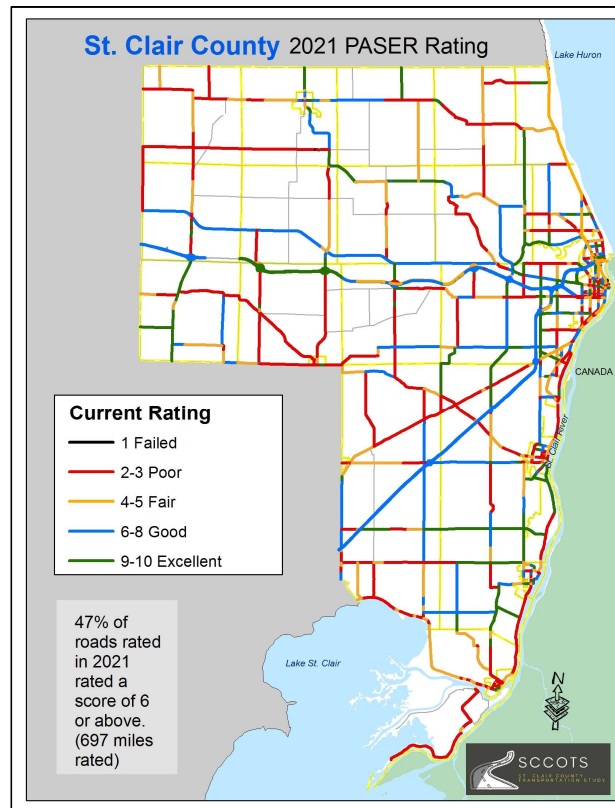 St. Clair County 2021 PASER Rating
Lake Huron
CANADA
St. Clair River
Current Rating
1 Failed
2-3 Poor
4-5 Fair
6-8 Good
9-10 Excellent
47% of
roads rated
in 2021
rated a
score of 6
or above.
(697 miles
rated)
Lake St. Clair
N
SCCOTS
ST. CLAIR COUNTY
TRANSPORTATION STUDY